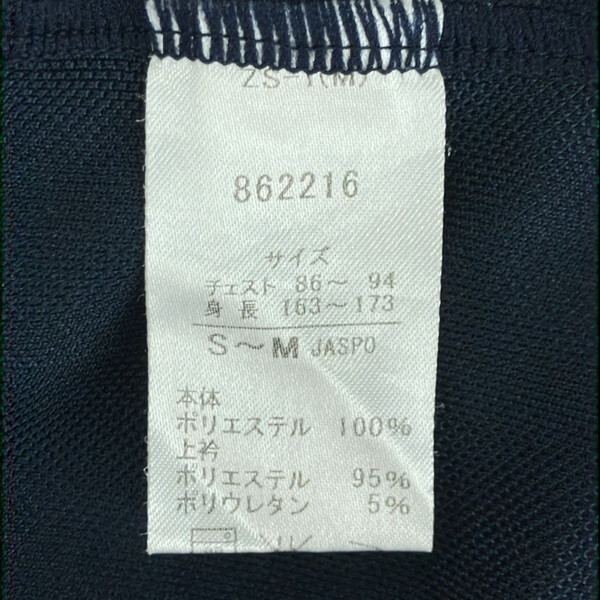 ZS-1(M)
862216
サイズ
チェスト 86〜 94
身長 163〜173
S〜M JASPO
本体
ポリエステル 100%
上衿
ポリエステル 95%
ポリウレタン 5%